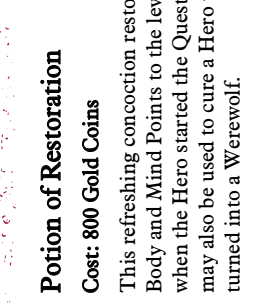 Potion of Restoration
Cost: 800 Gold Coins
This refreshing concoction resto
Body and Mind Points to the lev
when the Hero started the Quest
may also be used to cure a Hero
turned into a Werewolf.